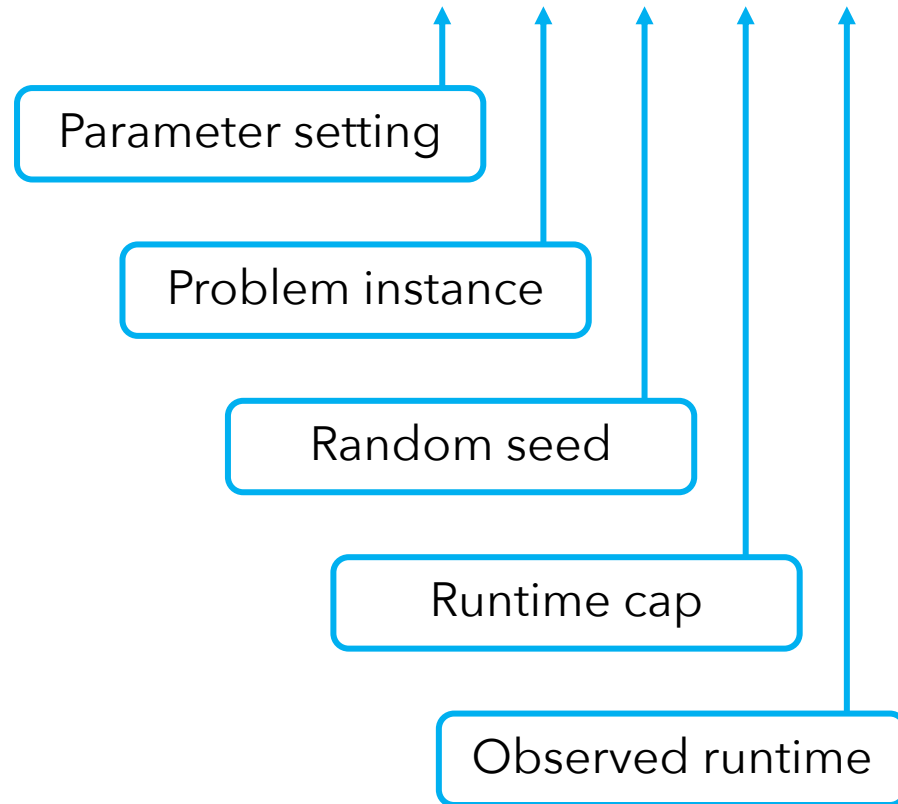 Parameter setting
Problem instance
Random seed
Runtime cap
Observed runtime